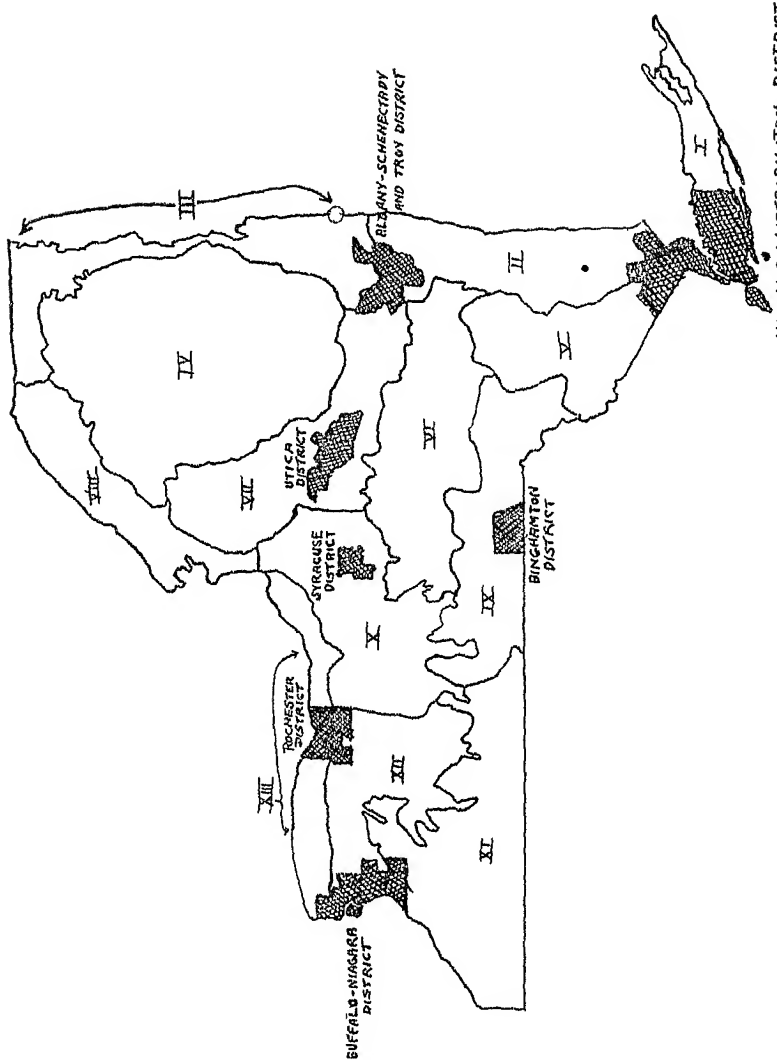 III
ALBANY-SCHENECTADY
AND TROY DISTRICT
IV
VIII
VII
UTICA
DISTRICT
SYRACUSE
DISTRICT
II
I
V
VI
BINGHAMTON
DISTRICT
IX
X
XIII
ROCHESTER
DISTRICT
XII
XI
BUFFALO-NIAGARA
DISTRICT
DISTRICT